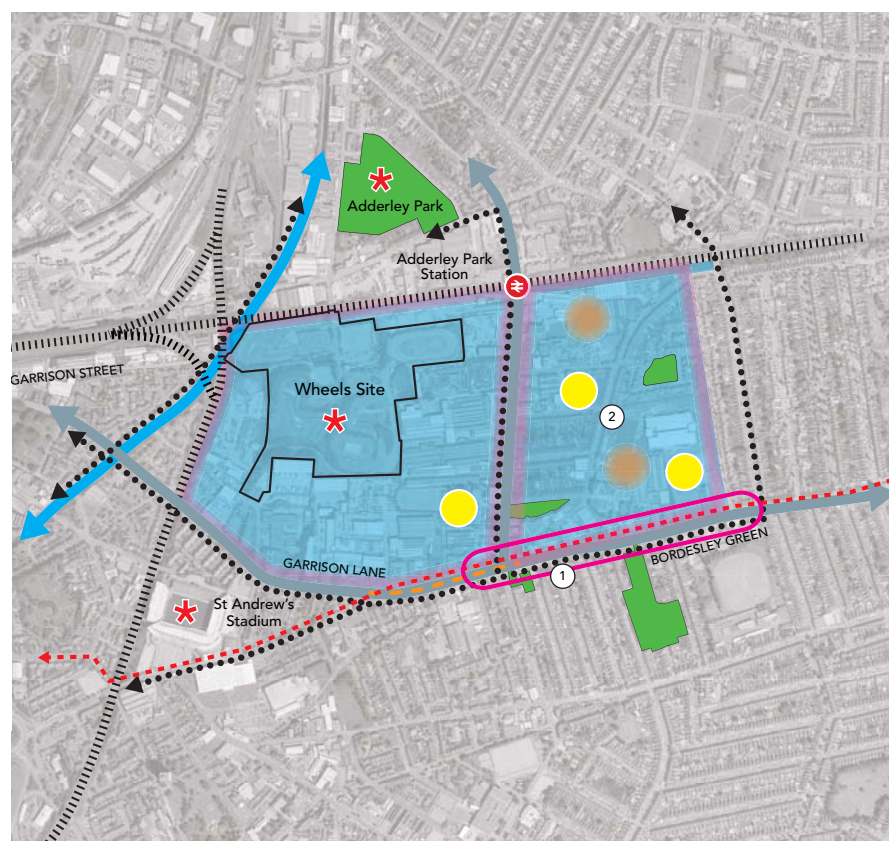 Adderley Park
Adderley Park
Station
GARRISON STREET
Wheels Site
2
GARRISON LANE
BORDESLEY GREEN
1
St Andrew's
Stadium